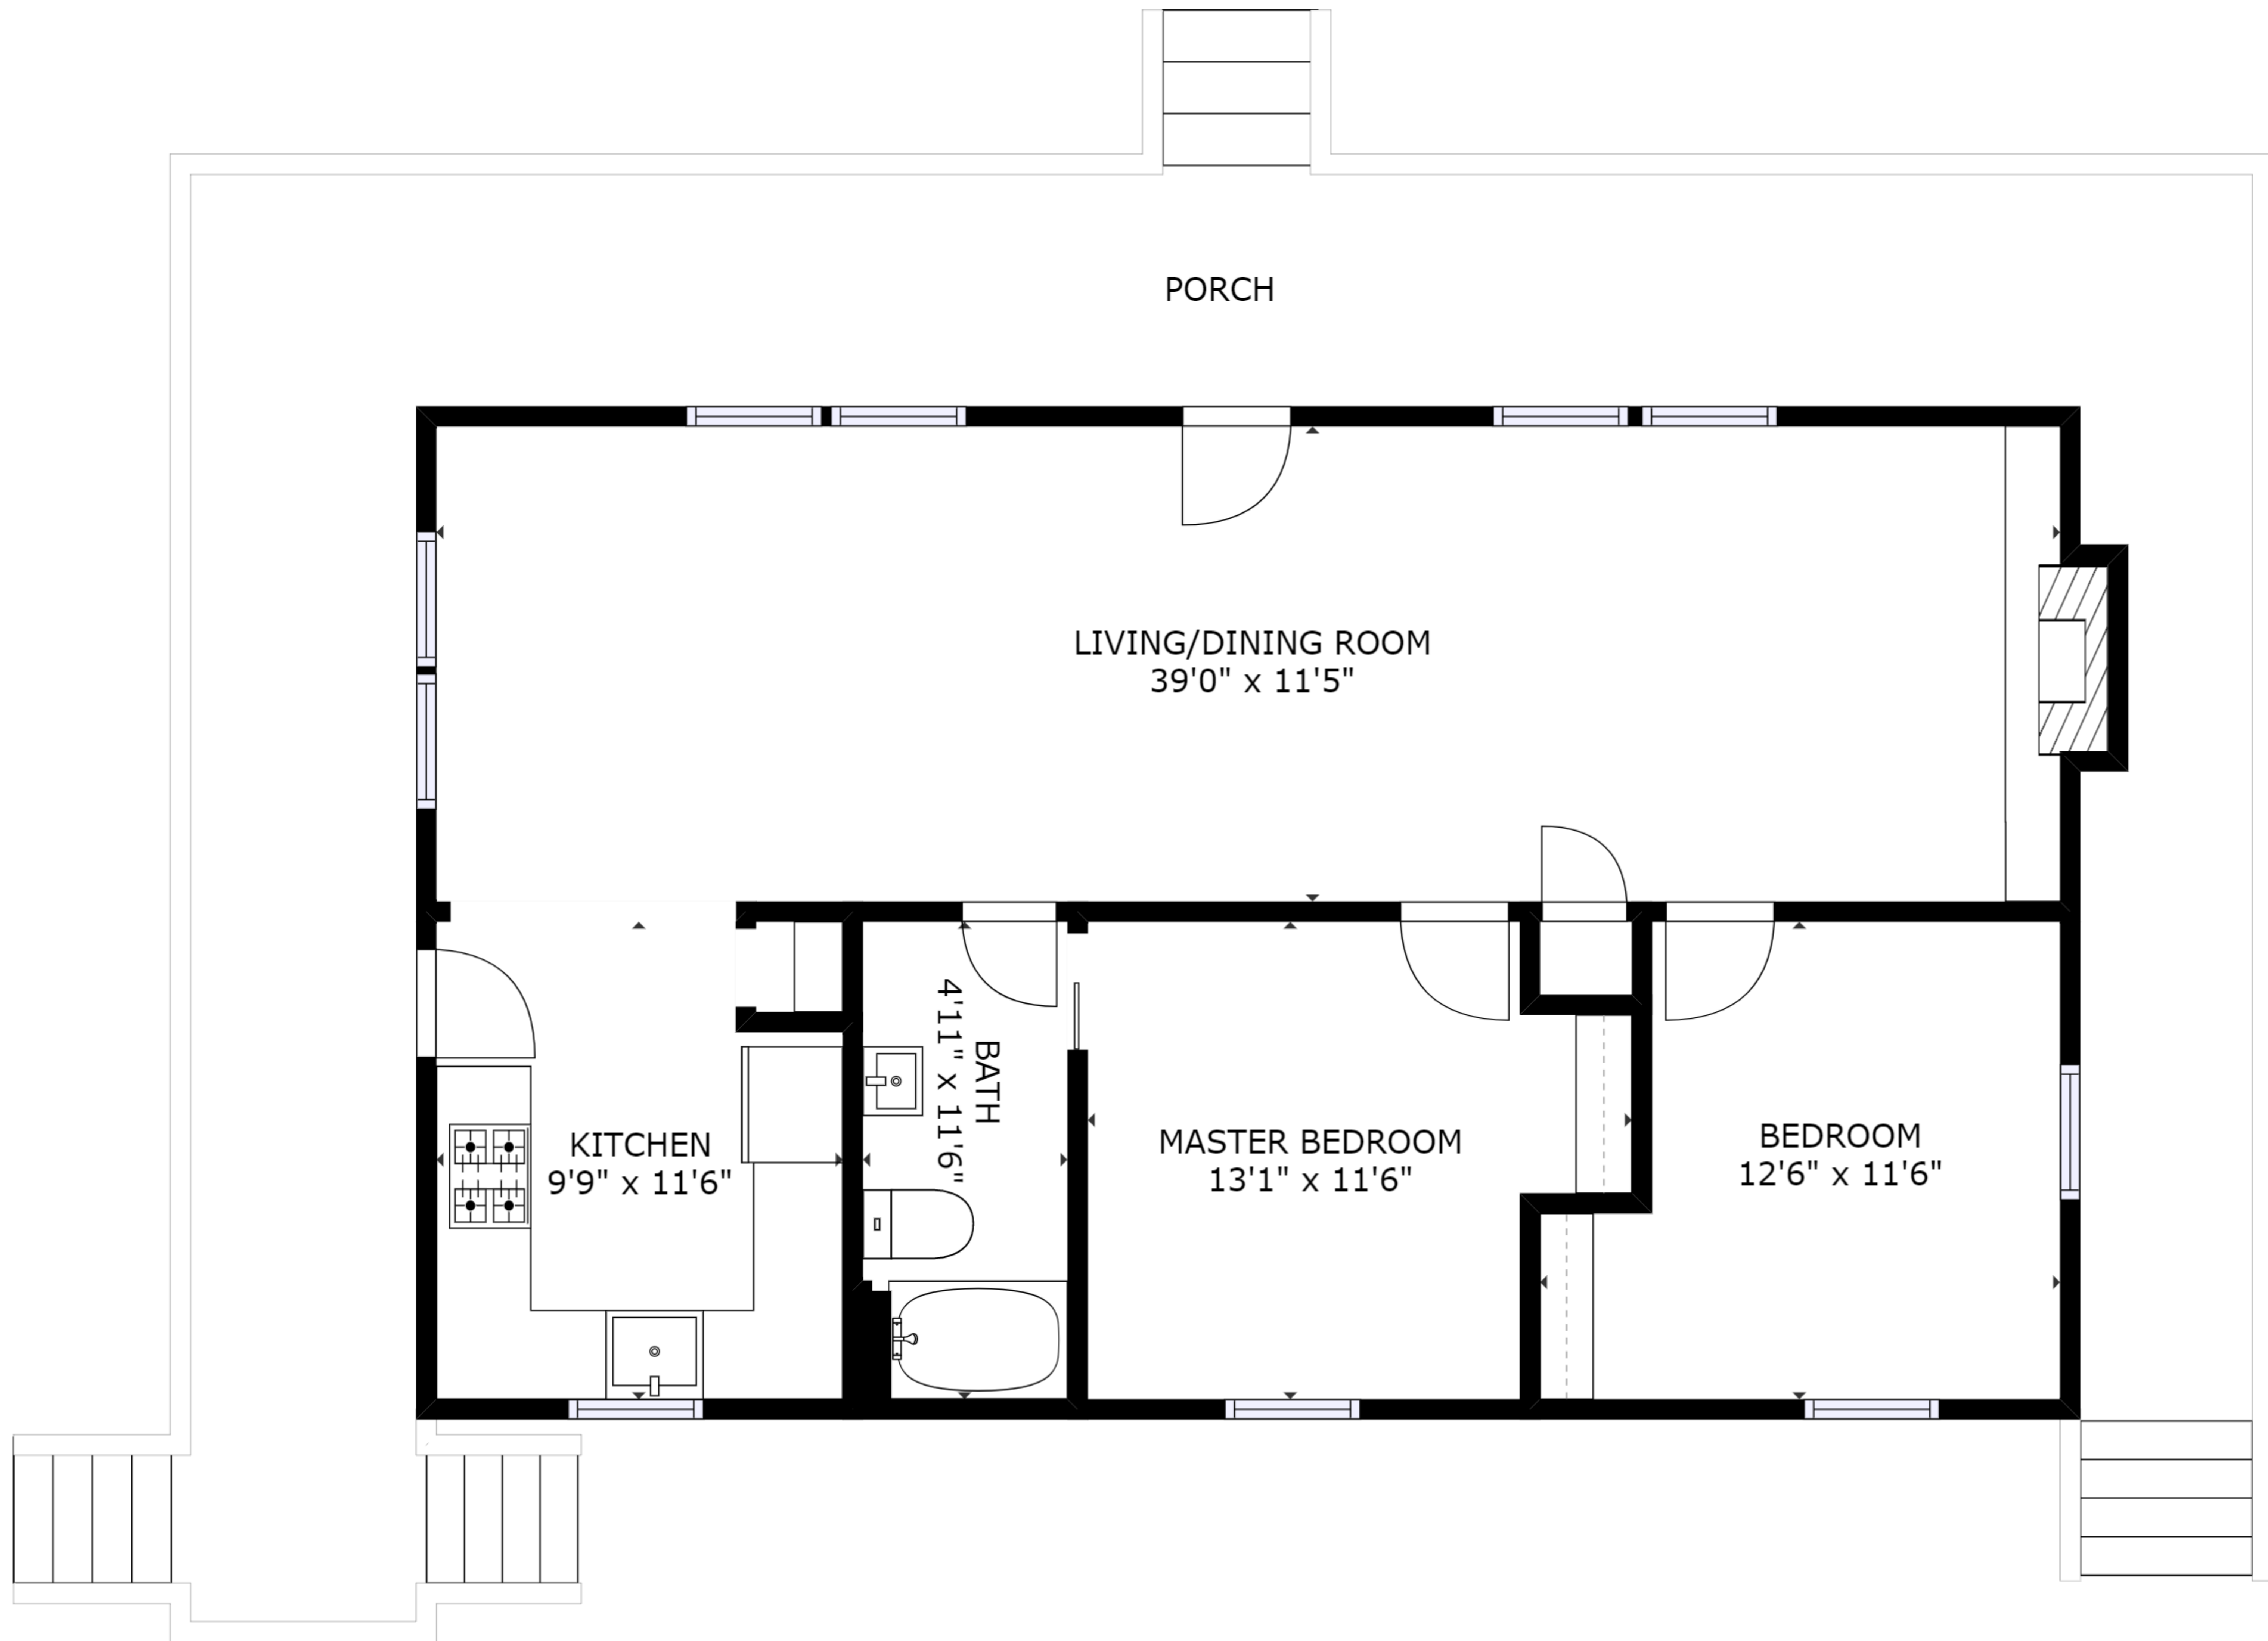 PORCH
LIVING/DINING ROOM
39'0" x 11'5"
KITCHEN
9'9" x 11'6"
BATH
4'11" x 11'6"
MASTER BEDROOM
13'1" x 11'6"
BEDROOM
12'6" x 11'6"